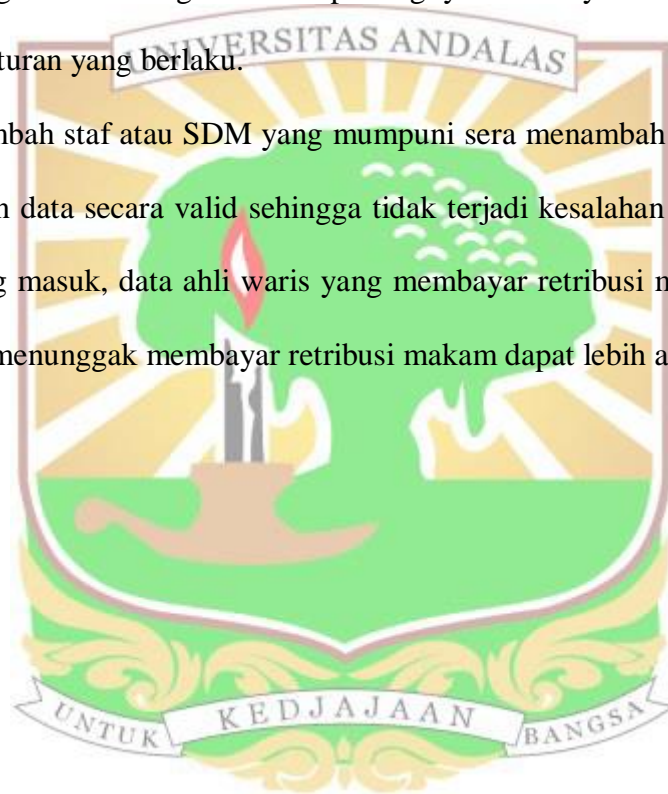 UNIVERSITAS ANDALAS
turan yang berlaku.
nbah staf atau SDM yang mumpuni sera menambah
n data secara valid sehingga tidak terjadi kesalahan
g masuk, data ahli waris yang membayar retribusi
menunggak membayar retribusi makam dapat lebih a
UNTUK KEDJAJAAN BANGSA